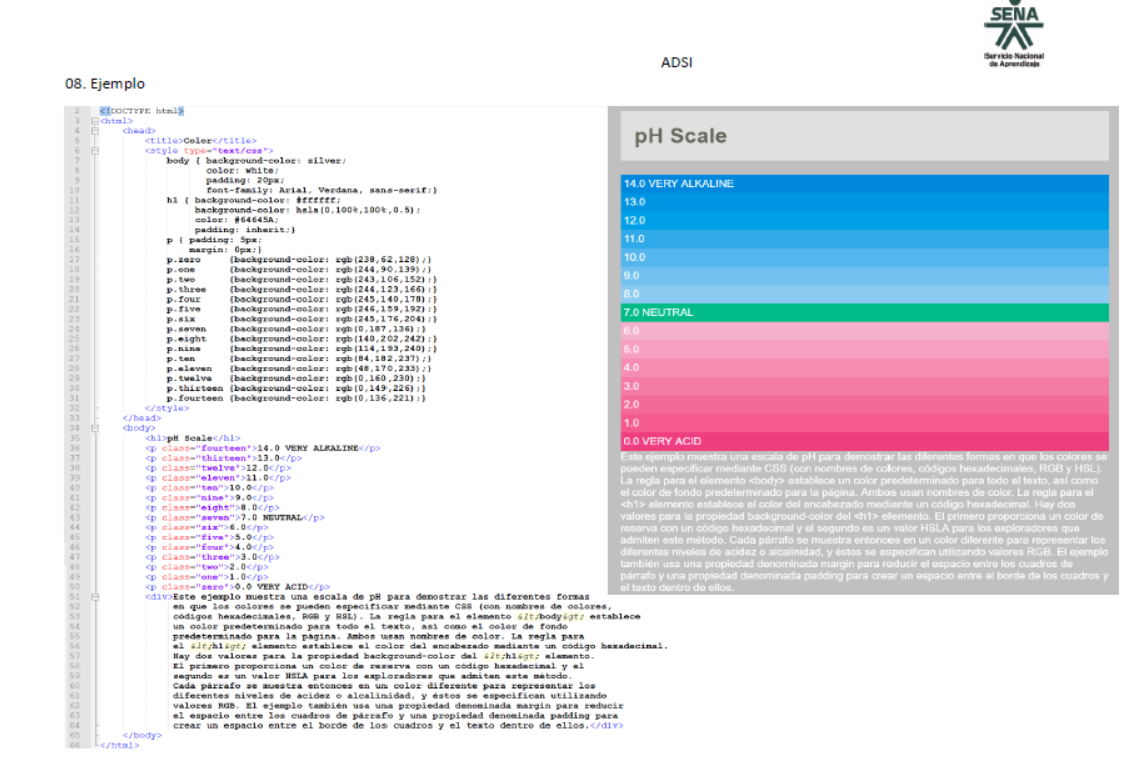 SENA
Servicio Nacional
de Aprendizaje
ADSI
08. Ejemplo
2 <!DOCTYPE html>
3 <html>
4 <head>
5 <title>Color</title>
6 <style type="text/css">
7 body { background-color: silver;
8 color: white;
9 padding: 20px;
10 font-family: Arial, Verdana, sans-serif;}
11 h1 { background-color: #ffffff;
12 background-color: hsla(0,100%,100%,0.5);
13 color: #64645A;
14 padding: inherit;}
15 p { padding: 5px;
16 margin: 0px;}
17 p.zero {background-color: rgb(238,62,128);}
18 p.one {background-color: rgb(244,90,139);}
19 p.two {background-color: rgb(243,106,152);}
20 p.three {background-color: rgb(244,123,166);}
21 p.four {background-color: rgb(245,140,178);}
22 p.five {background-color: rgb(246,159,192);}
23 p.six {background-color: rgb(245,176,204);}
24 p.seven {background-color: rgb(0,187,136);}
25 p.eight {background-color: rgb(140,202,242);}
26 p.nine {background-color: rgb(114,193,240);}
27 p.ten {background-color: rgb(84,182,237);}
28 p.eleven {background-color: rgb(48,170,233);}
29 p.twelve {background-color: rgb(0,160,230);}
30 p.thirteen {background-color: rgb(0,149,226);}
31 p.fourteen {background-color: rgb(0,136,221);}
32 </style>
33 </head>
34 <body>
35 <h1>pH Scale</h1>
36 <p class="fourteen">14.0 VERY ALKALINE</p>
37 <p class="thirteen">13.0</p>
38 <p class="twelve">12.0</p>
39 <p class="eleven">11.0</p>
40 <p class="ten">10.0</p>
41 <p class="nine">9.0</p>
42 <p class="eight">8.0</p>
43 <p class="seven">7.0 NEUTRAL</p>
44 <p class="six">6.0</p>
45 <p class="five">5.0</p>
46 <p class="four">4.0</p>
47 <p class="three">3.0</p>
48 <p class="two">2.0</p>
49 <p class="one">1.0</p>
50 <p class="zero">0.0 VERY ACID</p>
51 <div>Este ejemplo muestra una escala de pH para demostrar las diferentes formas
52 en que los colores se pueden especificar mediante CSS (con nombres de colores,
53 códigos hexadecimales, RGB y HSL). La regla para el elemento &lt;body&gt; establece
54 un color predeterminado para todo el texto, así como el color de fondo
55 predeterminado para la página. Ambos usan nombres de color. La regla para
56 el &lt;h1&gt; elemento establece el color del encabezado mediante un código hexadecimal.
57 Hay dos valores para la propiedad background-color del &lt;h1&gt; elemento.
58 El primero proporciona un color de reserva con un código hexadecimal y el
59 segundo es un valor HSLA para los exploradores que admiten este método.
60 Cada párrafo se muestra entonces en un color diferente para representar los
61 diferentes niveles de acidez o alcalinidad, y éstos se especifican utilizando
62 valores RGB. El ejemplo también usa una propiedad denominada margin para reducir
63 el espacio entre los cuadros de párrafo y una propiedad denominada padding para
64 crear un espacio entre el borde de los cuadros y el texto dentro de ellos.</div>
65 </body>
66 </html>
pH Scale
14.0 VERY ALKALINE
13.0
12.0
11.0
10.0
9.0
8.0
7.0 NEUTRAL
6.0
5.0
4.0
3.0
2.0
1.0
0.0 VERY ACID
Este ejemplo muestra una escala de pH para demostrar las diferentes formas en que los colores se
pueden especificar mediante CSS (con nombres de colores, códigos hexadecimales, RGB y HSL).
La regla para el elemento <body> establece un color predeterminado para todo el texto, así como
el color de fondo predeterminado para la página. Ambos usan nombres de color. La regla para el
<h1> elemento establece el color del encabezado mediante un código hexadecimal. Hay dos
valores para la propiedad background-color del <h1> elemento. El primero proporciona un color de
reserva con un código hexadecimal y el segundo es un valor HSLA para los exploradores que
admiten este método. Cada párrafo se muestra entonces en un color diferente para representar los
diferentes niveles de acidez o alcalinidad, y éstos se especifican utilizando valores RGB. El ejemplo
también usa una propiedad denominada margin para reducir el espacio entre los cuadros de
párrafo y una propiedad denominada padding para crear un espacio entre el borde de los cuadros y
el texto dentro de ellos.